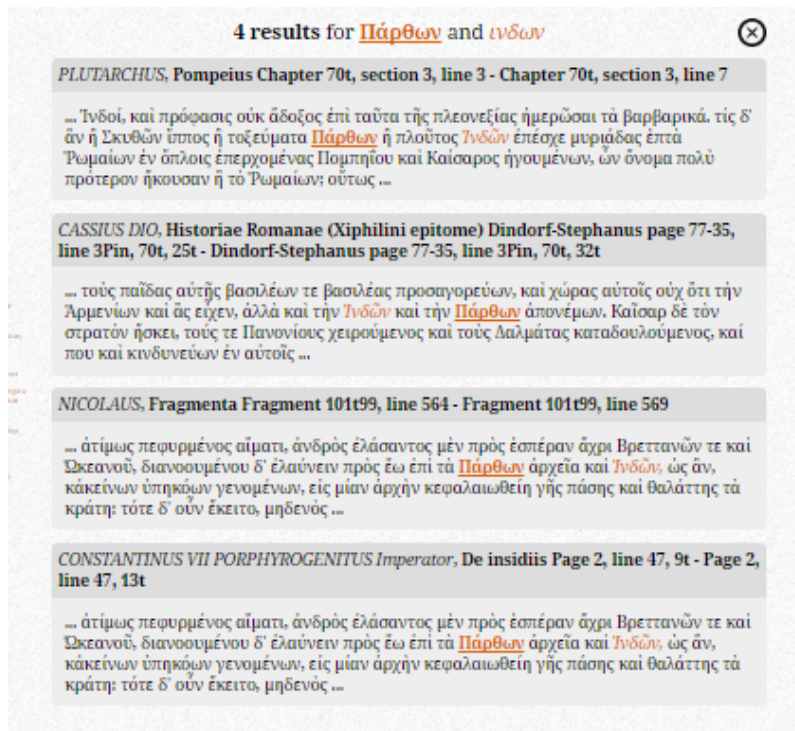 4 results for Πάρθων and ινδων
PLUTARCHUS, Pompeius Chapter 70t, section 3, line 3 - Chapter 70t, section 3, line 7
... Ἰνδοί, καὶ πρόφασις οὐκ ἄδοξος ἐπὶ ταῦτα τῆς πλεονεξίας ἡμερῶσαι τὰ βαρβαρικά. τίς δ'
ἂν ἢ Σκυθῶν ἵππος ἢ τοξεύματα Πάρθων ἢ πλοῦτος Ἰνδῶν ἐπέσχε μυριάδας ἑπτὰ
Ῥωμαίων ἐν ὅπλοις ἐπερχομένας Πομπηΐου καὶ Καίσαρος ἡγουμένων, ὧν ὄνομα πολὺ
πρότερον ἤκουσαν ἢ τὸ Ῥωμαίων; οὕτως ...
CASSIUS DIO, Historiae Romanae (Xiphilini epitome) Dindorf-Stephanus page 77-35,
line 3Pin, 70t, 25t - Dindorf-Stephanus page 77-35, line 3Pin, 70t, 32t
... τοὺς παῖδας αὐτῆς βασιλέων τε βασιλέας προσαγορεύων, καὶ χώρας αὐτοῖς οὐχ ὅτι τὴν
Ἀρμενίων καὶ ἃς εἶχεν, ἀλλὰ καὶ τὴν Ἰνδῶν καὶ τὴν Πάρθων ἀπονέμων. Καῖσαρ δὲ τὸν
στρατὸν ἤσκει, τούς τε Πανονίους χειρούμενος καὶ τοὺς Δαλμάτας καταδουλούμενος, καί
που καὶ κινδυνεύων ἐν αὐτοῖς ...
NICOLAUS, Fragmenta Fragment 101t99, line 564 - Fragment 101t99, line 569
... ἀτίμως πεφυρμένος αἵματι, ἀνδρὸς ἐλάσαντος μὲν πρὸς ἑσπέραν ἄχρι Βρεττανῶν τε καὶ
Ὠκεανοῦ, διανοουμένου δ' ἐλαύνειν πρὸς ἕω ἐπὶ τὰ Πάρθων ἀρχεῖα καὶ Ἰνδῶν, ὡς ἄν,
κἀκείνων ὑπηκόων γενομένων, εἰς μίαν ἀρχὴν κεφαλαιωθείη γῆς πάσης καὶ θαλάττης τὰ
κράτη: τότε δ' οὖν ἔκειτο, μηδενὸς ...
CONSTANTINUS VII PORPHYROGENITUS Imperator, De insidiis Page 2, line 47, 9t - Page 2,
line 47, 13t
... ἀτίμως πεφυρμένος αἵματι, ἀνδρὸς ἐλάσαντος μὲν πρὸς ἑσπέραν ἄχρι Βρεττανῶν τε καὶ
Ὠκεανοῦ, διανοουμένου δ' ἐλαύνειν πρὸς ἕω ἐπὶ τὰ Πάρθων ἀρχεῖα καὶ Ἰνδῶν, ὡς ἄν,
κἀκείνων ὑπηκόων γενομένων, εἰς μίαν ἀρχὴν κεφαλαιωθείη γῆς πάσης καὶ θαλάττης τὰ
κράτη: τότε δ' οὖν ἔκειτο, μηδενὸς ...